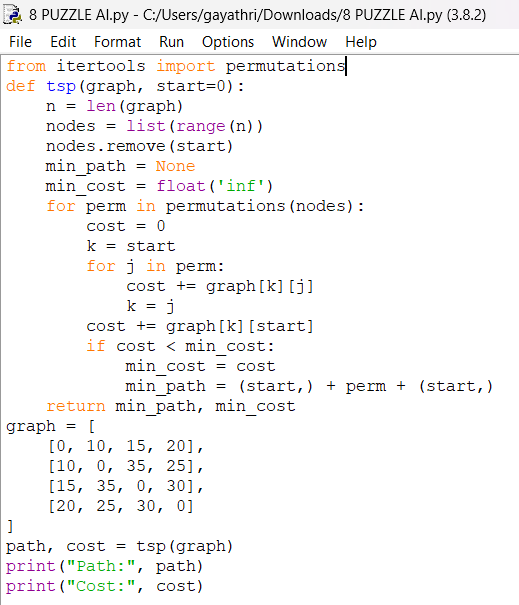 8 PUZZLE AI.py - C:/Users/gayathri/Downloads/8 PUZZLE AI.py (3.8.2)
File Edit Format Run Options Window Help
from itertools import permutations
def tsp(graph, start=0):
    n = len(graph)
    nodes = list(range(n))
    nodes.remove(start)
    min_path = None
    min_cost = float('inf')
    for perm in permutations(nodes):
        cost = 0
        k = start
        for j in perm:
            cost += graph[k][j]
            k = j
        cost += graph[k][start]
        if cost < min_cost:
            min_cost = cost
            min_path = (start,) + perm + (start,)
    return min_path, min_cost
graph = [
    [0, 10, 15, 20],
    [10, 0, 35, 25],
    [15, 35, 0, 30],
    [20, 25, 30, 0]
]
path, cost = tsp(graph)
print("Path:", path)
print("Cost:", cost)